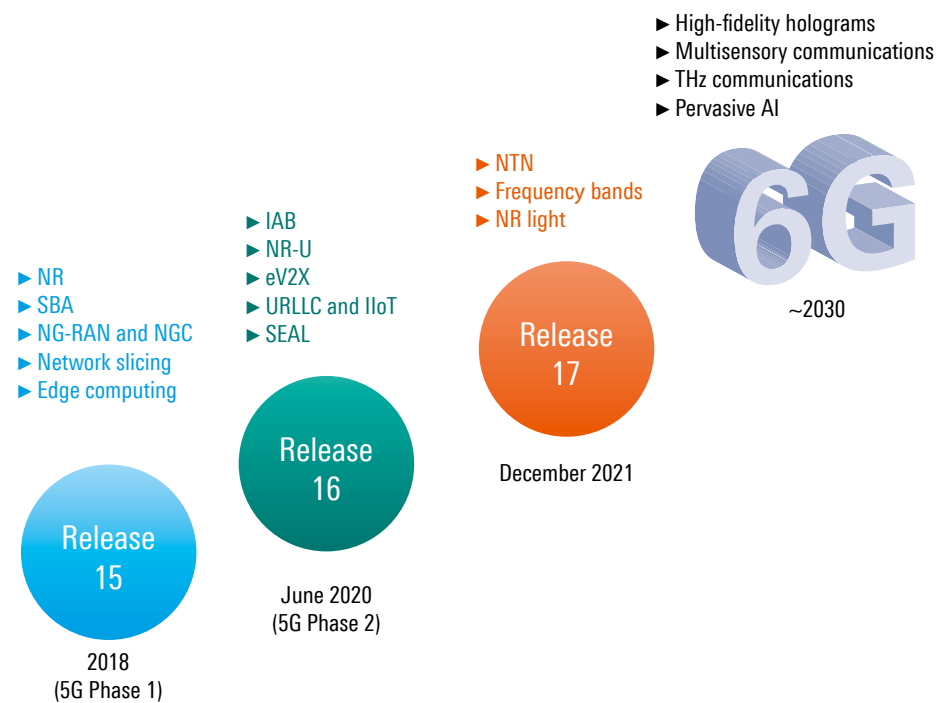 ► NR
► SBA
► NG-RAN and NGC
► Network slicing
► Edge computing
Release
15
2018
(5G Phase 1)
► IAB
► NR-U
► eV2X
► URLLC and IIoT
► SEAL
Release
16
June 2020
(5G Phase 2)
► NTN
► Frequency bands
► NR light
Release
17
December 2021
► High-fidelity holograms
► Multisensory communications
► THz communications
► Pervasive AI
6G
~2030